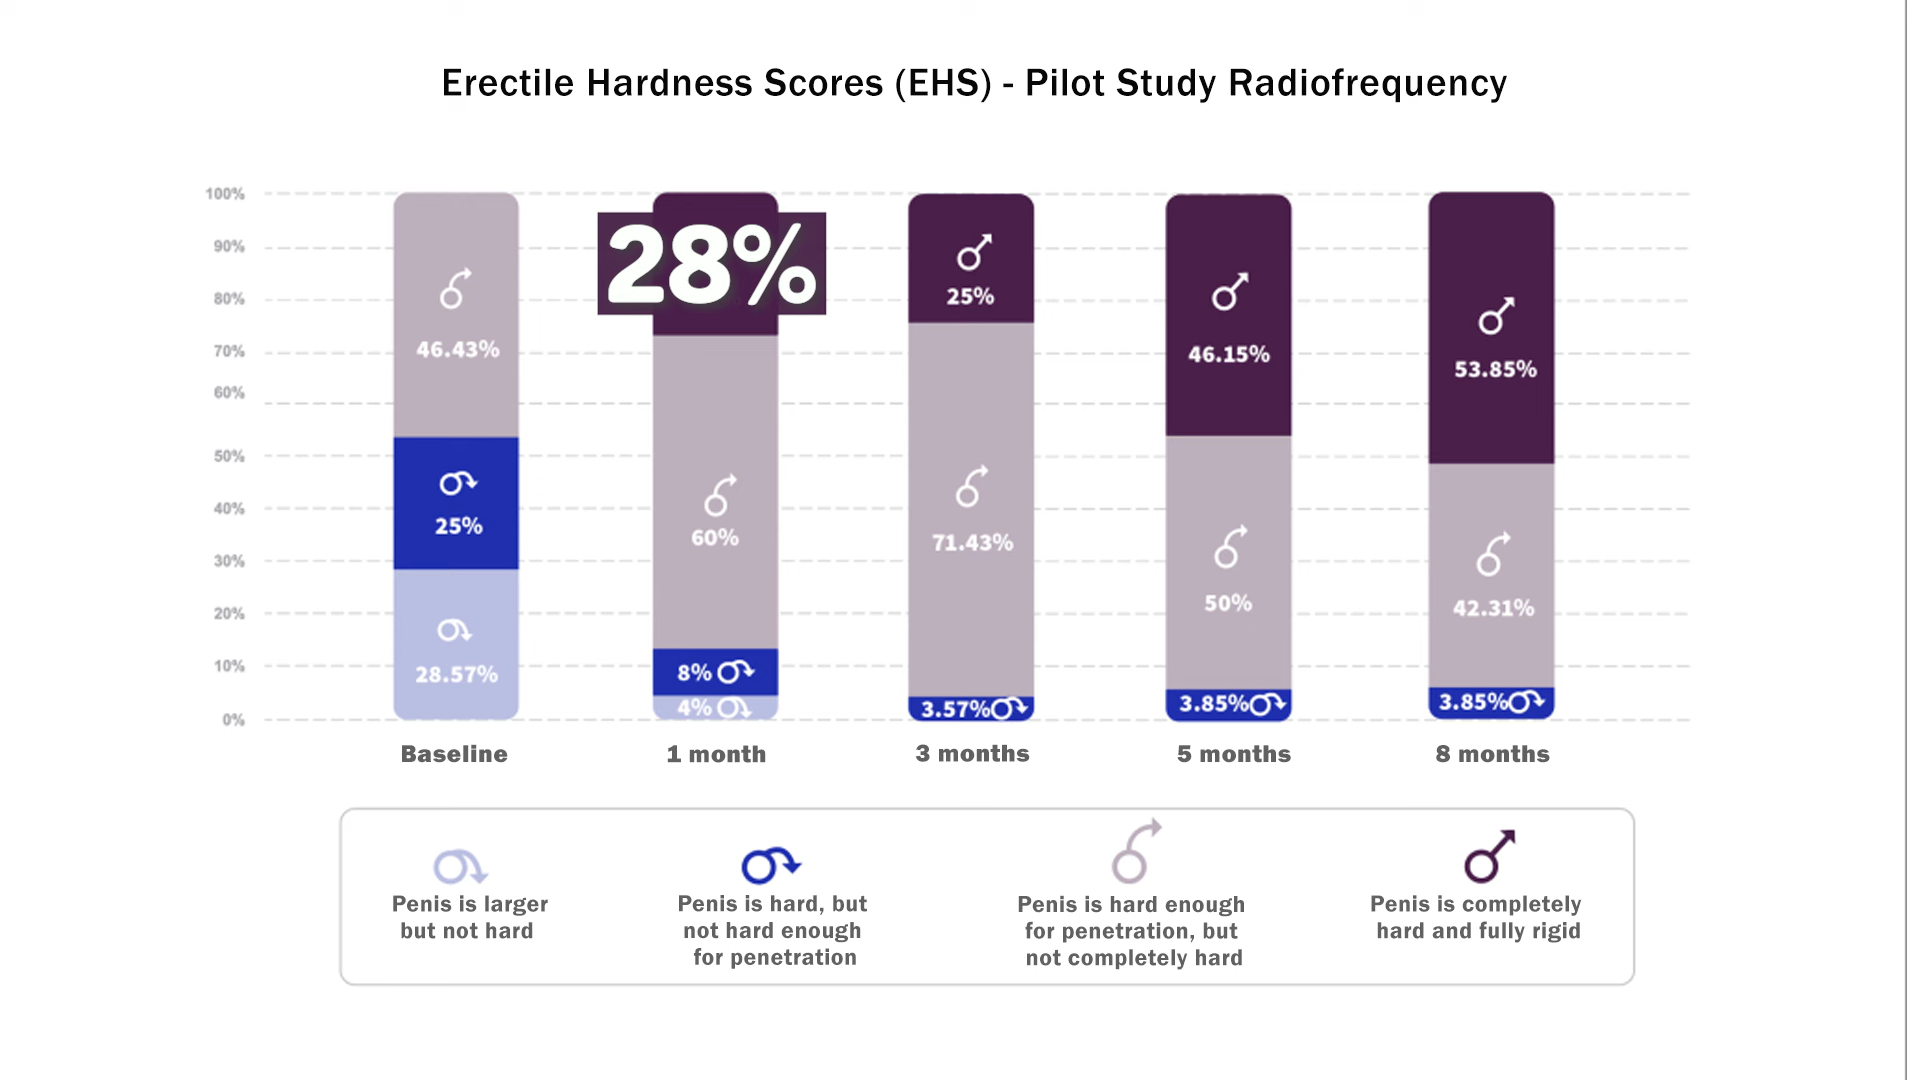 Erectile Hardness Scores (EHS) - Pilot Study Radiofrequency
100%
90%
80%
70%
60%
50%
40%
30%
20%
10%
0%
46.43%
25%
28.57%
28%
60%
8%
4%
25%
71.43%
3.57%
46.15%
50%
3.85%
53.85%
42.31%
3.85%
Baseline
1 month
3 months
5 months
8 months
Penis is larger
but not hard
Penis is hard, but
not hard enough
for penetration
Penis is hard enough
for penetration, but
not completely hard
Penis is completely
hard and fully rigid